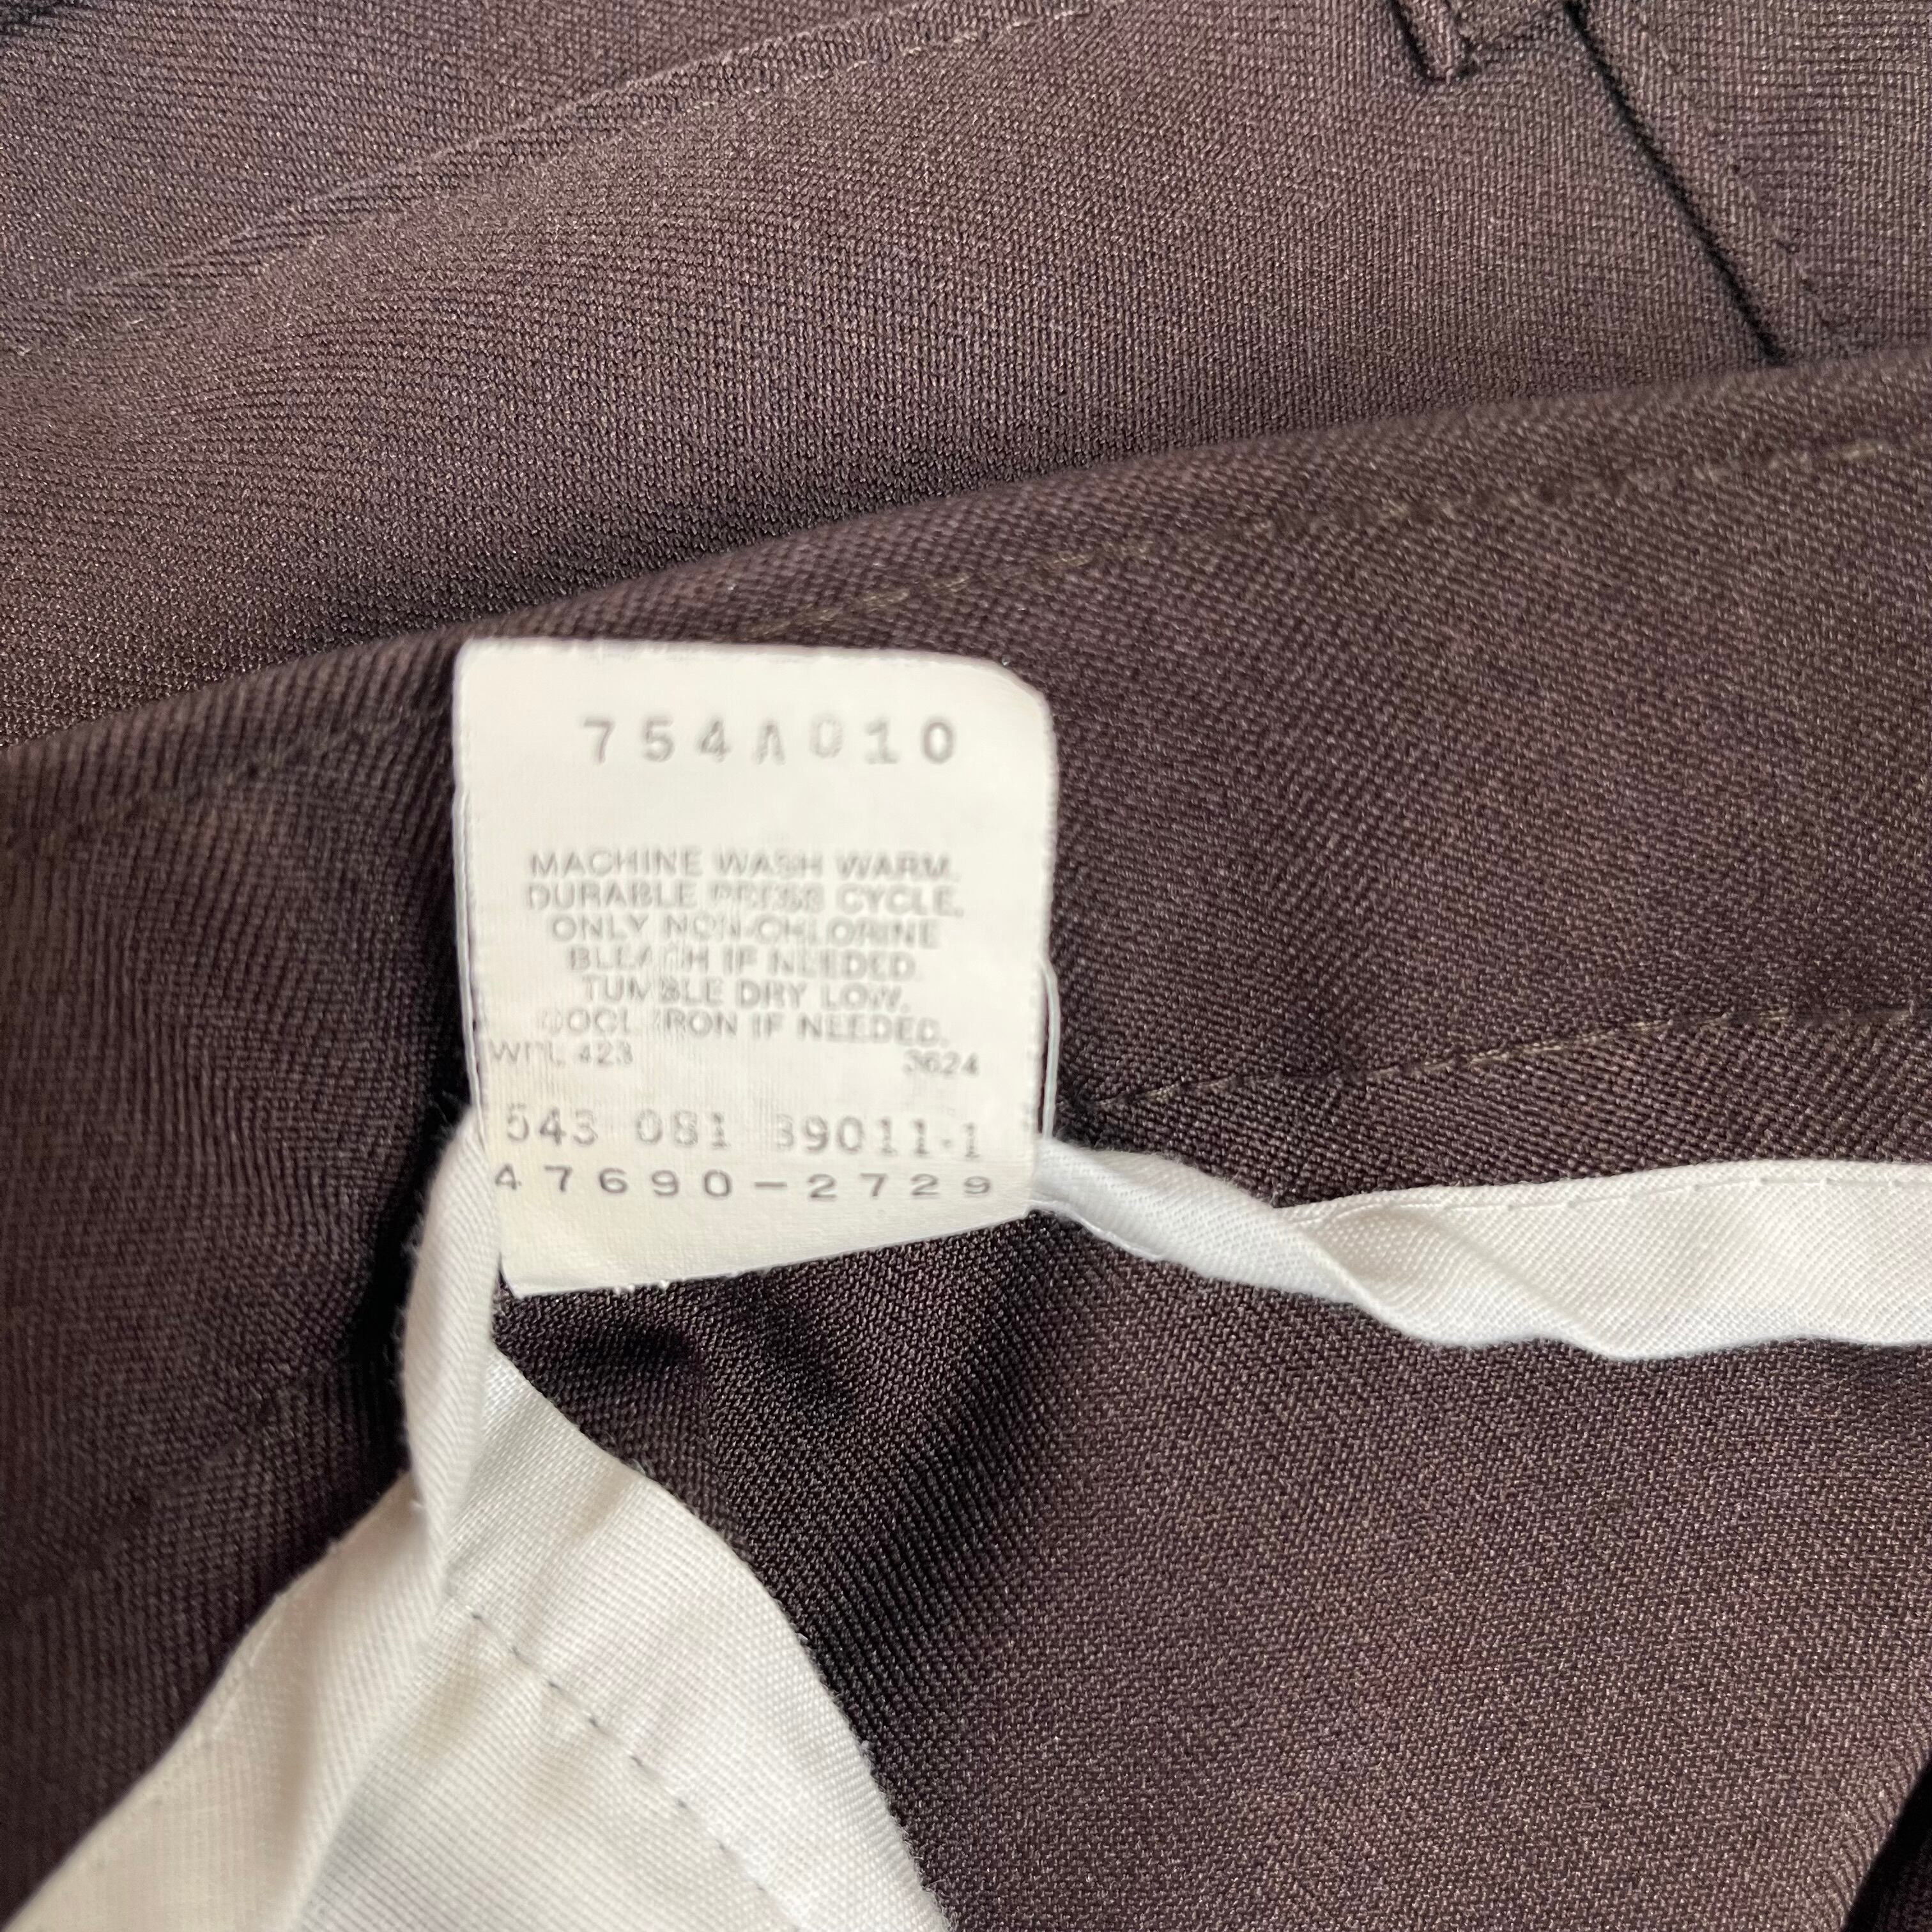 754A010
MACHINE WASH WARM.
DURABLE PRESS CYCLE.
ONLY NON-CHLORINE
BLEACH IF NEEDED.
TUMBLE DRY LOW.
COOL IRON IF NEEDED.
WPL 423 3624
543 081 39011-1
47690-2729